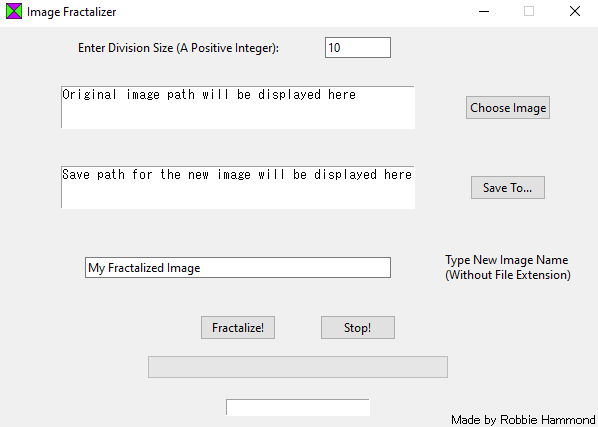 Image Fractalizer
Enter Division Size (A Positive Integer):
10
Original image path will be displayed here
Choose Image
Save path for the new image will be displayed here
Save To...
My Fractalized Image
Type New Image Name
(Without File Extension)
Fractalize!
Stop!
Made by Robbie Hammond